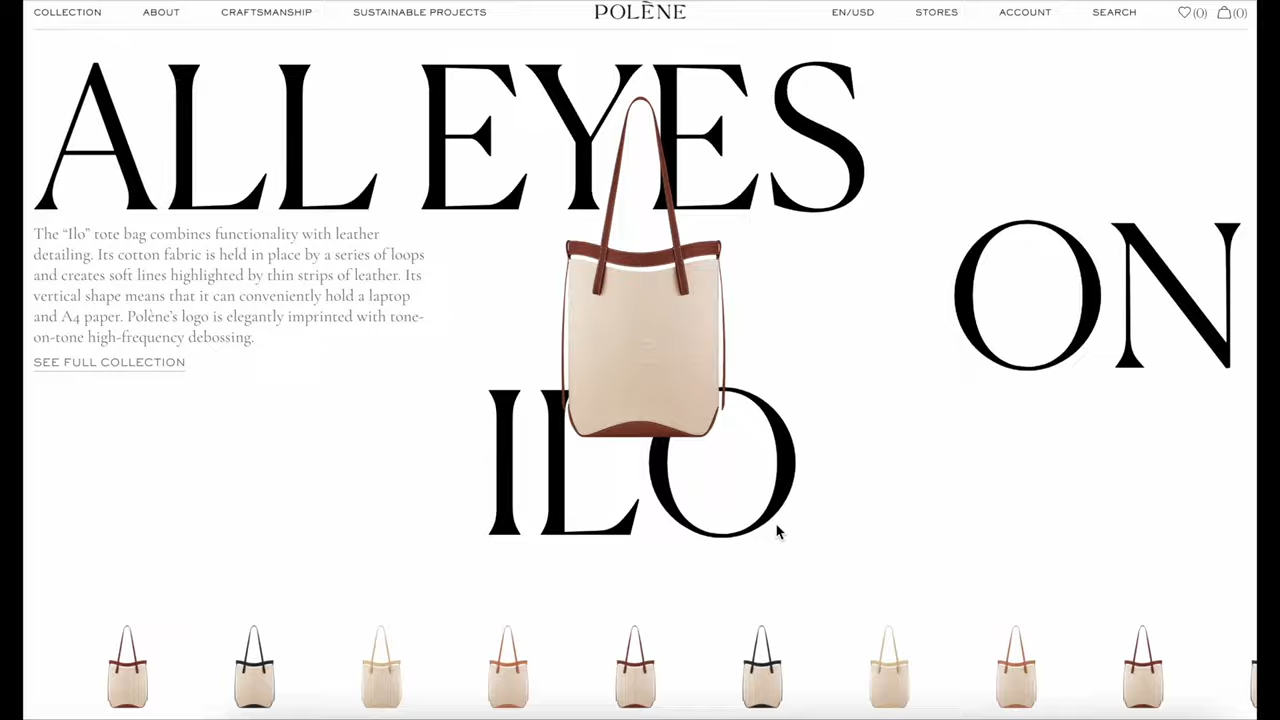 COLLECTION ABOUT CRAFTSMANSHIP SUSTAINABLE PROJECTS POLÈNE EN/USD STORES ACCOUNT SEARCH (0) (0)
ALL EYES
The “Ilo” tote bag combines functionality with leather
detailing. Its cotton fabric is held in place by a series of loops
and creates soft lines highlighted by thin strips of leather. Its
vertical shape means that it can conveniently hold a laptop
and A4 paper. Polène’s logo is elegantly imprinted with tone-
on-tone high-frequency debossing.
SEE FULL COLLECTION
ON
ILO